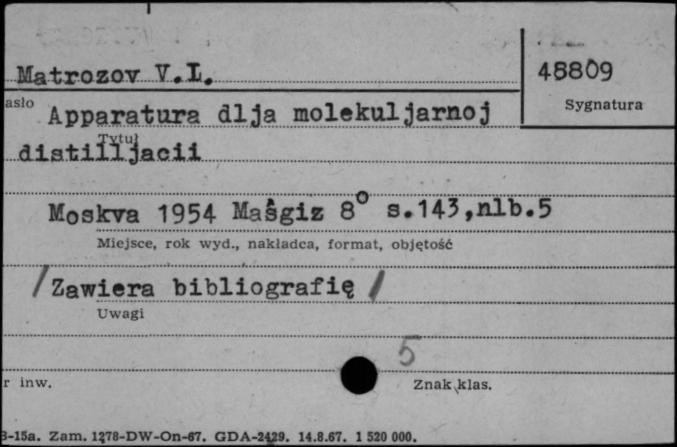 Matrozov V.I.
48809
asło
Sygnatura
Apparatura dlja molekuljarnoj
Tytuł
distilljacii
Moskva 1954 Mašgiz 8° s.143,nlb.5
Miejsce, rok wyd., nakładca, format, objętość
/Zawiera bibliografię/
Uwagi
5
r inw.
Znak klas.
3-15a. Zam. 1278-DW-On-67. GDA-2429. 14.8.67. 1 520 000.